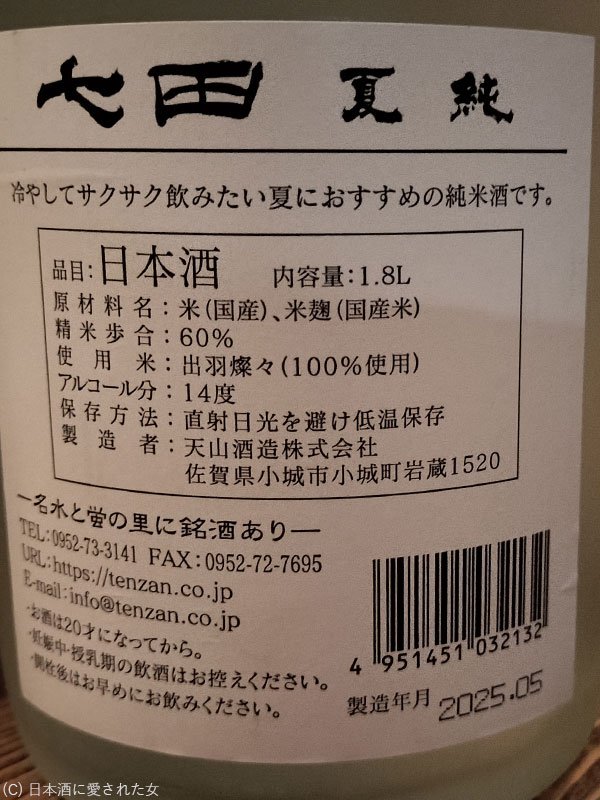 七田 夏 純
冷やしてサクサク飲みたい夏におすすめの純米酒です。
品目:日本酒 内容量:1.8L
原材料名:米(国産)、米麹(国産米)
精米歩合:60%
使用米:出羽燦々(100%使用)
アルコール分:14度
保存方法:直射日光を避け低温保存
製造者:天山酒造株式会社
佐賀県小城市小城町岩蔵1520
―名水と蛍の里に銘酒あり―
TEL:0952-73-3141 FAX:0952-72-7695
URL:https://tenzan.co.jp
E-mail:info@tenzan.co.jp
・お酒は20才になってから。
・妊娠中・授乳期の飲酒はお控えください。
・開栓後はお早めにお飲みください。
4 951451 032132
製造年月 2025.05
(C) 日本酒に愛された女